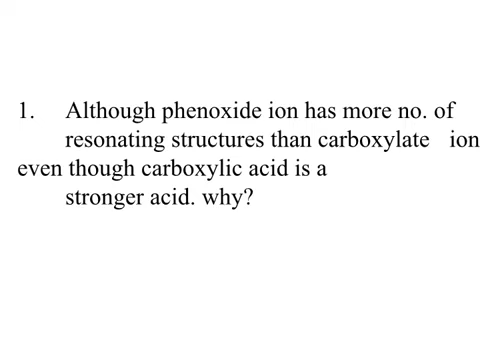 1. Although phenoxide ion has more no. of
resonating structures than carboxylate ion
even though carboxylic acid is a
stronger acid. why?